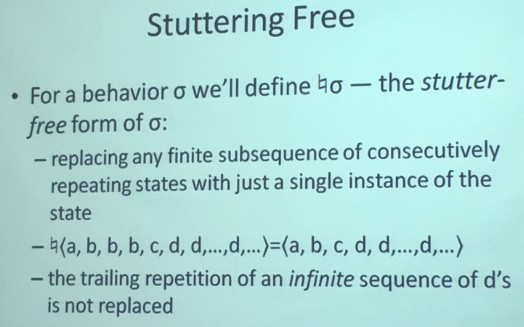 Stuttering Free
• For a behavior σ we'll define ♮σ — the stutter-
free form of σ:
– replacing any finite subsequence of consecutively
repeating states with just a single instance of the
state
– ♮⟨a, b, b, b, c, d, d,...,d,...⟩=⟨a, b, c, d, d,...,d,...⟩
– the trailing repetition of an infinite sequence of d's
is not replaced